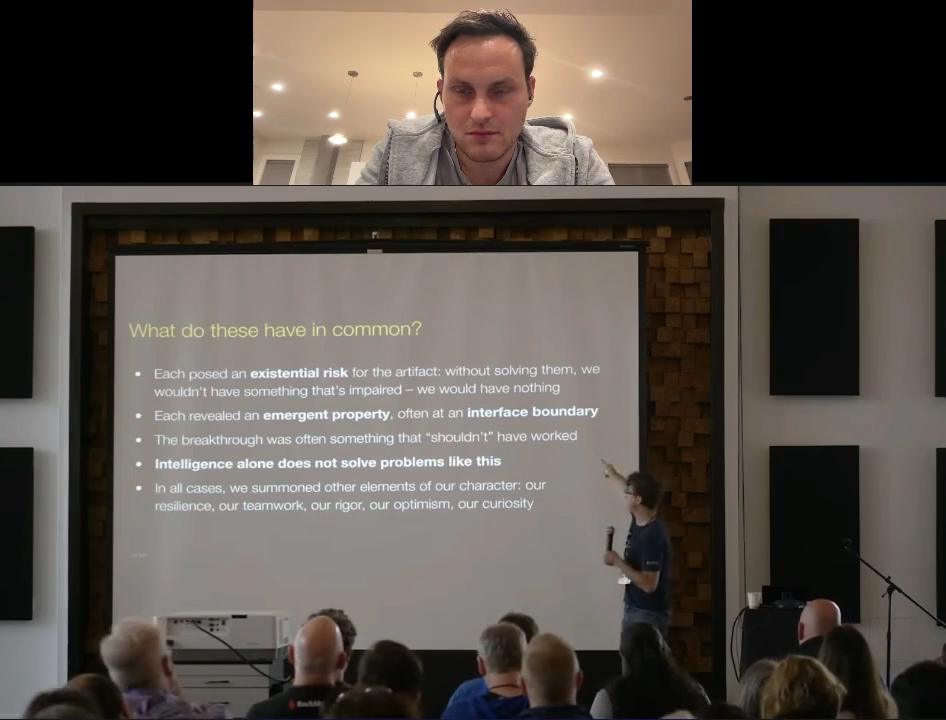 What do these have in common?
• Each posed an existential risk for the artifact: without solving them, we
wouldn't have something that's impaired – we would have nothing
• Each revealed an emergent property, often at an interface boundary
• The breakthrough was often something that "shouldn't" have worked
• Intelligence alone does not solve problems like this
• In all cases, we summoned other elements of our character: our
resilience, our teamwork, our rigor, our optimism, our curiosity